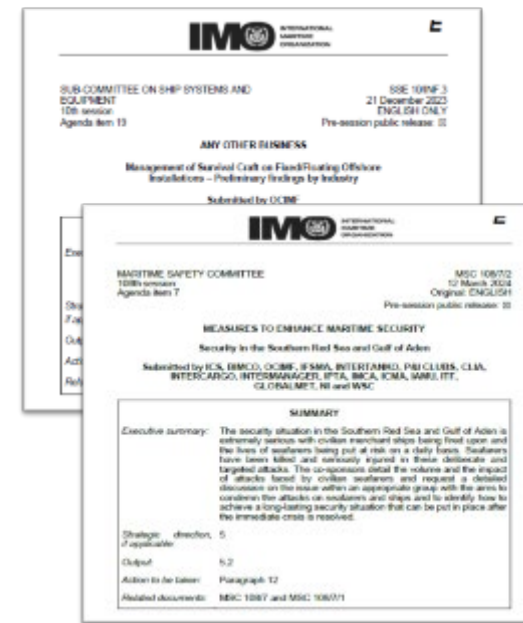 IMO
INTERNATIONAL
MARITIME
ORGANIZATION
E
SUB-COMMITTEE ON SHIP SYSTEMS AND
EQUIPMENT
10th session
Agenda item 19
SSE 10/INF.3
21 December 2023
ENGLISH ONLY
Pre-session public release: ☒
ANY OTHER BUSINESS
Management of Survival Craft on Fixed/Floating Offshore
Installations – Preliminary findings by Industry
Submitted by OCIMF
IMO
INTERNATIONAL
MARITIME
ORGANIZATION
E
MARITIME SAFETY COMMITTEE
108th session
Agenda item 7
MSC 108/7/2
12 March 2024
Original: ENGLISH
Pre-session public release: ☒
MEASURES TO ENHANCE MARITIME SECURITY
Security in the Southern Red Sea and Gulf of Aden
Submitted by ICS, BIMCO, OCIMF, IFSMA, INTERTANKO, P&I CLUBS, CLIA,
INTERCARGO, INTERMANAGER, IPTA, IMCA, ICMA, IAMU, ITF,
GLOBALMET, NI and WSC
SUMMARY
Executive summary: The security situation in the Southern Red Sea and Gulf of Aden is
extremely serious with civilian merchant ships being fired upon and
the lives of seafarers being put at risk on a daily basis. Seafarers
have been killed and seriously injured in these deliberate and
targeted attacks. The co-sponsors detail the volume and the impact
of attacks faced by civilian seafarers and request a detailed
discussion on the issue within an appropriate group with the aims to
condemn the attacks on seafarers and ships and to identify how to
achieve a long-lasting security situation that can be put in place after
the immediate crisis is resolved.
Strategic direction, 5
if applicable:
Output: 5.2
Action to be taken: Paragraph 12
Related documents: MSC 108/7 and MSC 108/7/1